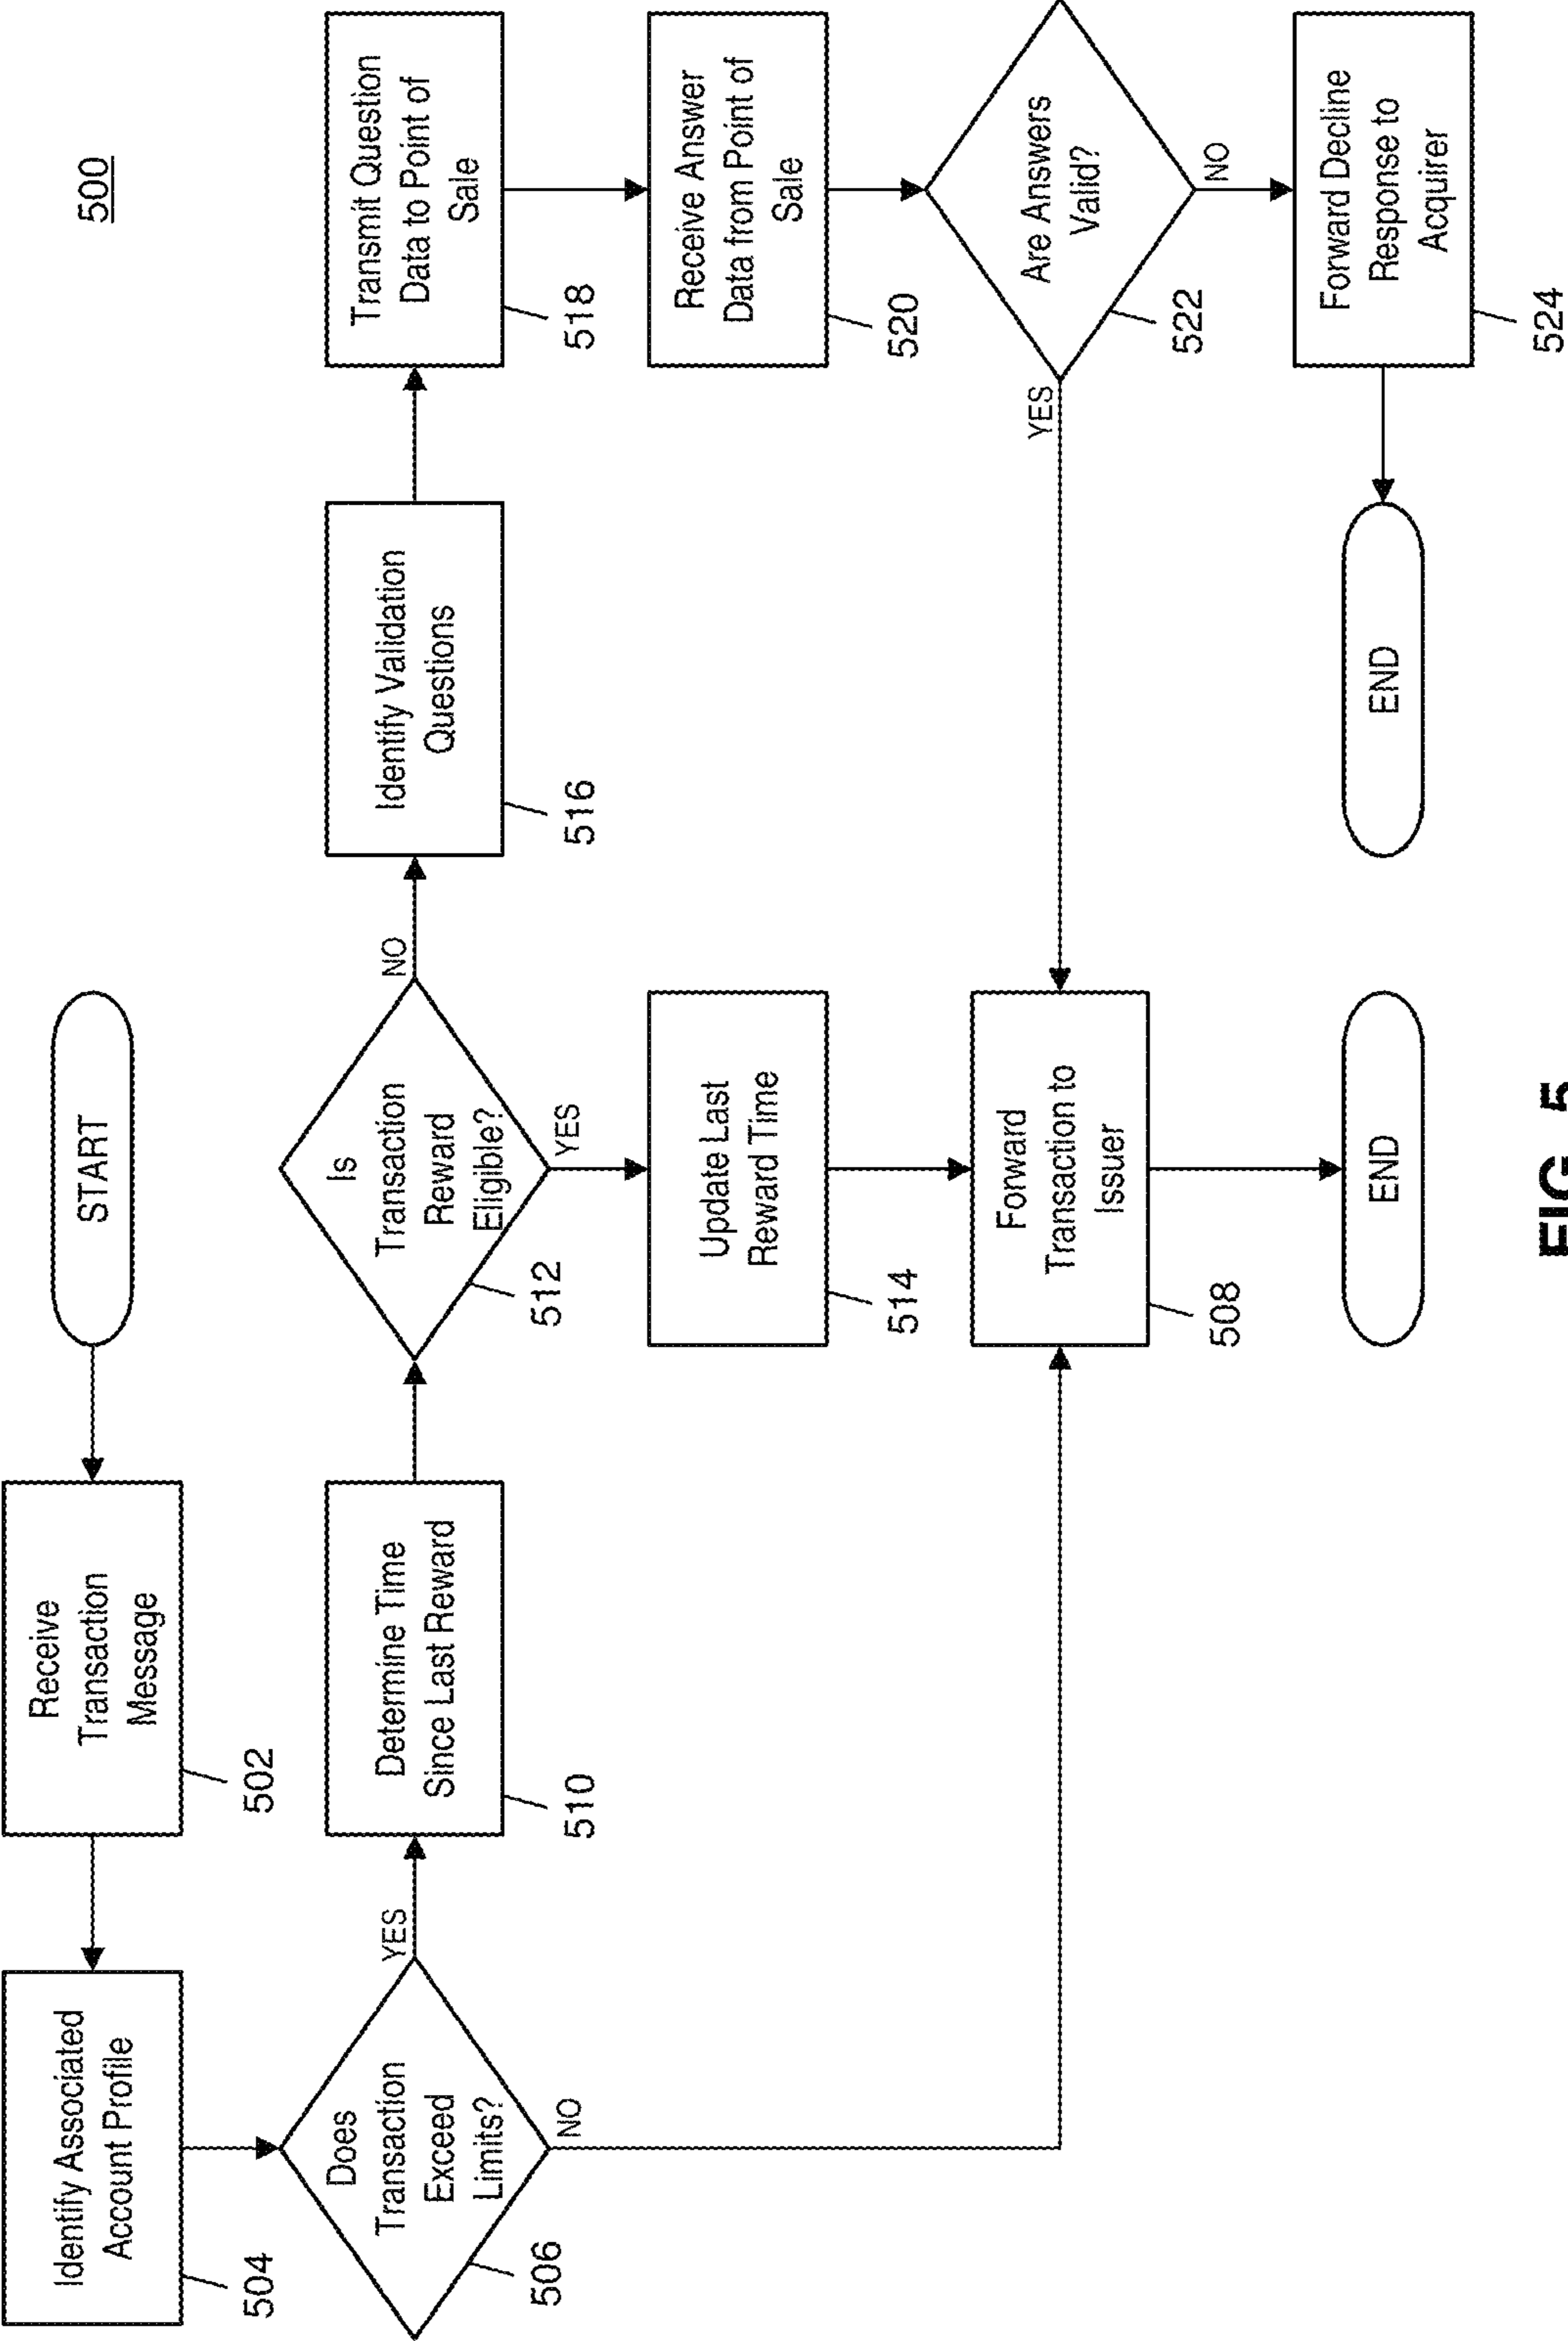 500
START
Receive
Transaction
Message
502
Identify Associated
Account Profile
504
Does
Transaction
Exceed
Limits?
506
YES
NO
Determine Time
Since Last Reward
510
Is
Transaction
Reward
Eligible?
512
NO
YES
Identify Validation
Questions
516
Transmit Question
Data to Point of
Sale
518
Update Last
Reward Time
514
Receive Answer
Data from Point of
Sale
520
Forward
Transaction to
Issuer
508
YES
Are Answers
Valid?
522
NO
END
END
Forward Decline
Response to
Acquirer
524
FIG. 5